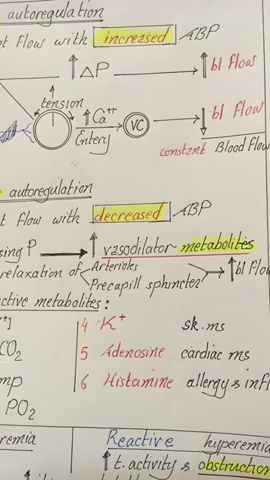 autoregulation
t flow with increased ABP
↑ ΔP → ↑ bl flow
tension
↑ Ca++ entery → VC → ↓ bl flow
constant Blood flow
autoregulation
t flow with decreased ABP
sing P → ↑ vasodilator metabolites
relaxation of Arterioles
Precapill sphincter → ↑ bl flow
ctive metabolites:
4 K+ sk. ms
CO2 5 Adenosine cardiac ms
mp 6 Histamine allergy & infl
PO2
remia Reactive hyperemia
↑ t. activity & obstruction